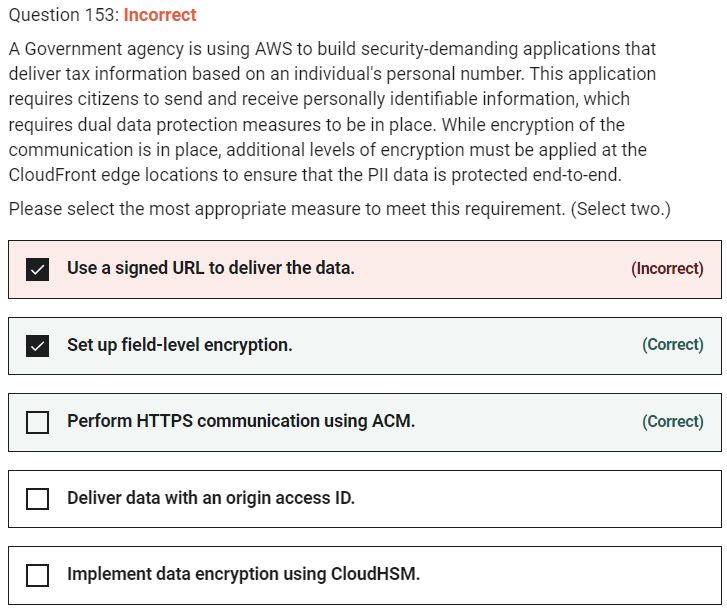 Question 153: Incorrect
A Government agency is using AWS to build security-demanding applications that
deliver tax information based on an individual's personal number. This application
requires citizens to send and receive personally identifiable information, which
requires dual data protection measures to be in place. While encryption of the
communication is in place, additional levels of encryption must be applied at the
CloudFront edge locations to ensure that the PII data is protected end-to-end.
Please select the most appropriate measure to meet this requirement. (Select two.)
Use a signed URL to deliver the data. (Incorrect)
Set up field-level encryption. (Correct)
Perform HTTPS communication using ACM. (Correct)
Deliver data with an origin access ID.
Implement data encryption using CloudHSM.